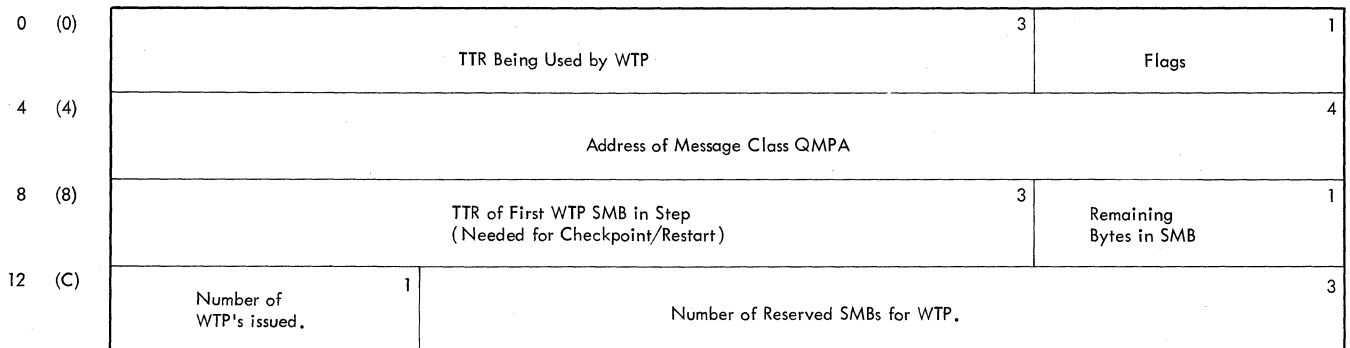 0 (0) 3 1
TTR Being Used by WTP Flags
4 (4) 4
Address of Message Class QMPA
8 (8) 3 1
TTR of First WTP SMB in Step Remaining
(Needed for Checkpoint/Restart) Bytes in SMB
12 (C) 1 3
Number of
WTP's issued. Number of Reserved SMBs for WTP.